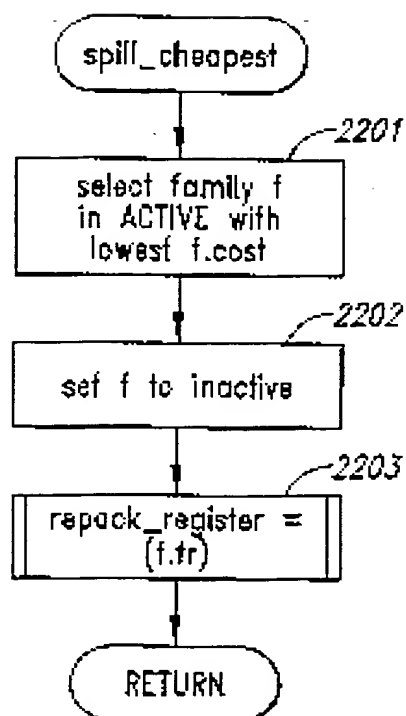 spill_cheapest
2201
select family f
in ACTIVE with
lowest f.cost
2202
set f to inactive
2203
repack_register =
(f.tr)
RETURN